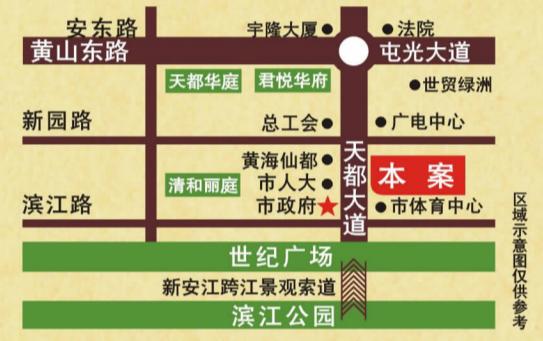 安东路
宇隆大厦
法院
黄山东路
屯光大道
天都华庭
君悦华府
世贸绿洲
新园路
总工会
广电中心
黄海仙都
天都大道
本案
清和丽庭
市人大
滨江路
市政府
市体育中心
世纪广场
新安江跨江景观索道
滨江公园
区域示意图仅供参考